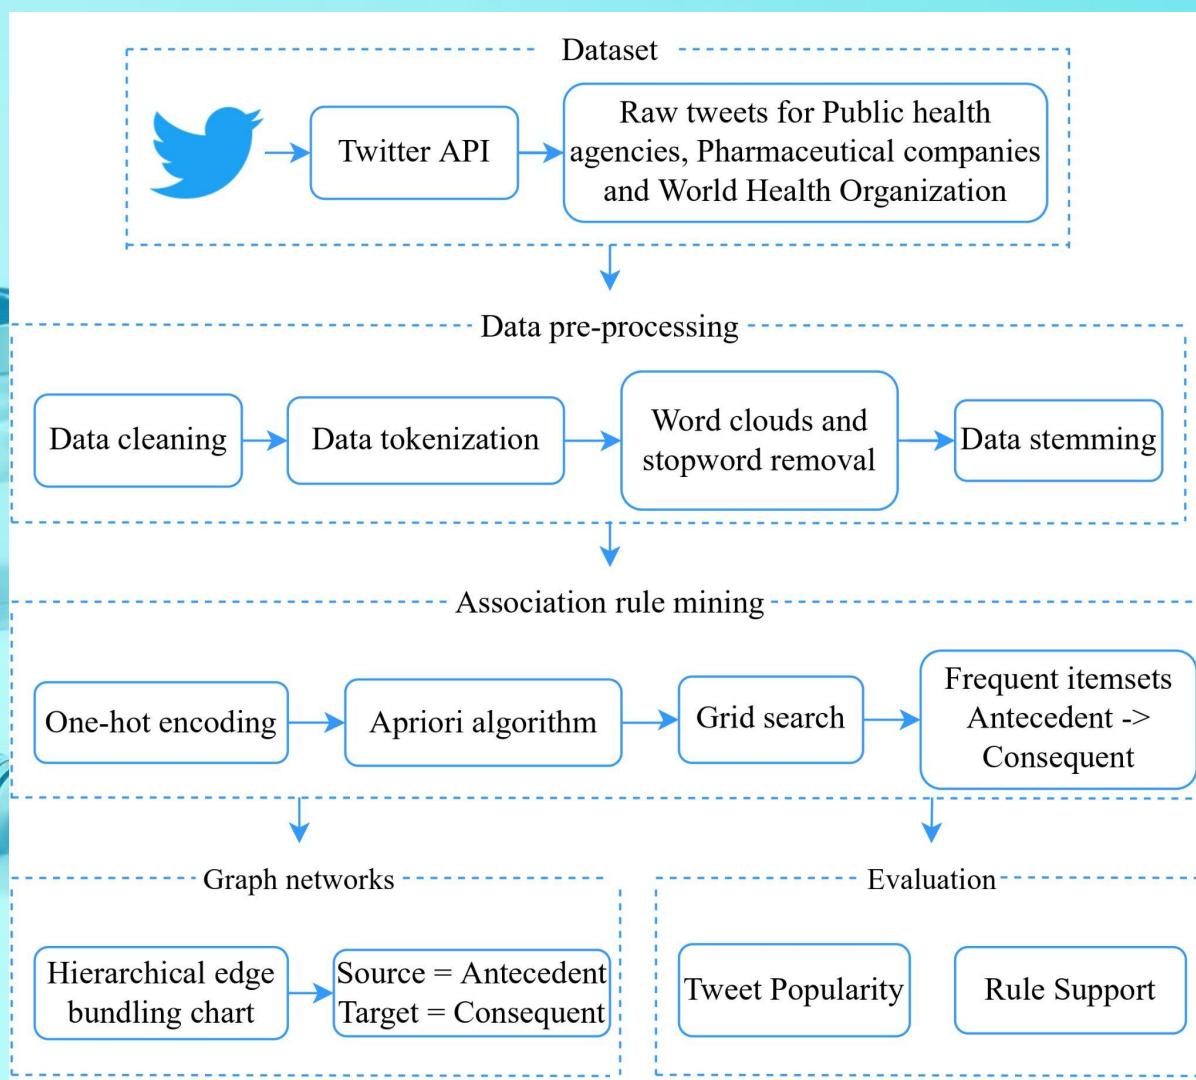 Dataset
Twitter API
Raw tweets for Public health
agencies, Pharmaceutical companies
and World Health Organization
Data pre-processing
Data cleaning
Data tokenization
Word clouds and
stopword removal
Data stemming
Association rule mining
One-hot encoding
Apriori algorithm
Grid search
Frequent itemsets
Antecedent ->
Consequent
Graph networks
Hierarchical edge
bundling chart
Source = Antecedent
Target = Consequent
Evaluation
Tweet Popularity
Rule Support